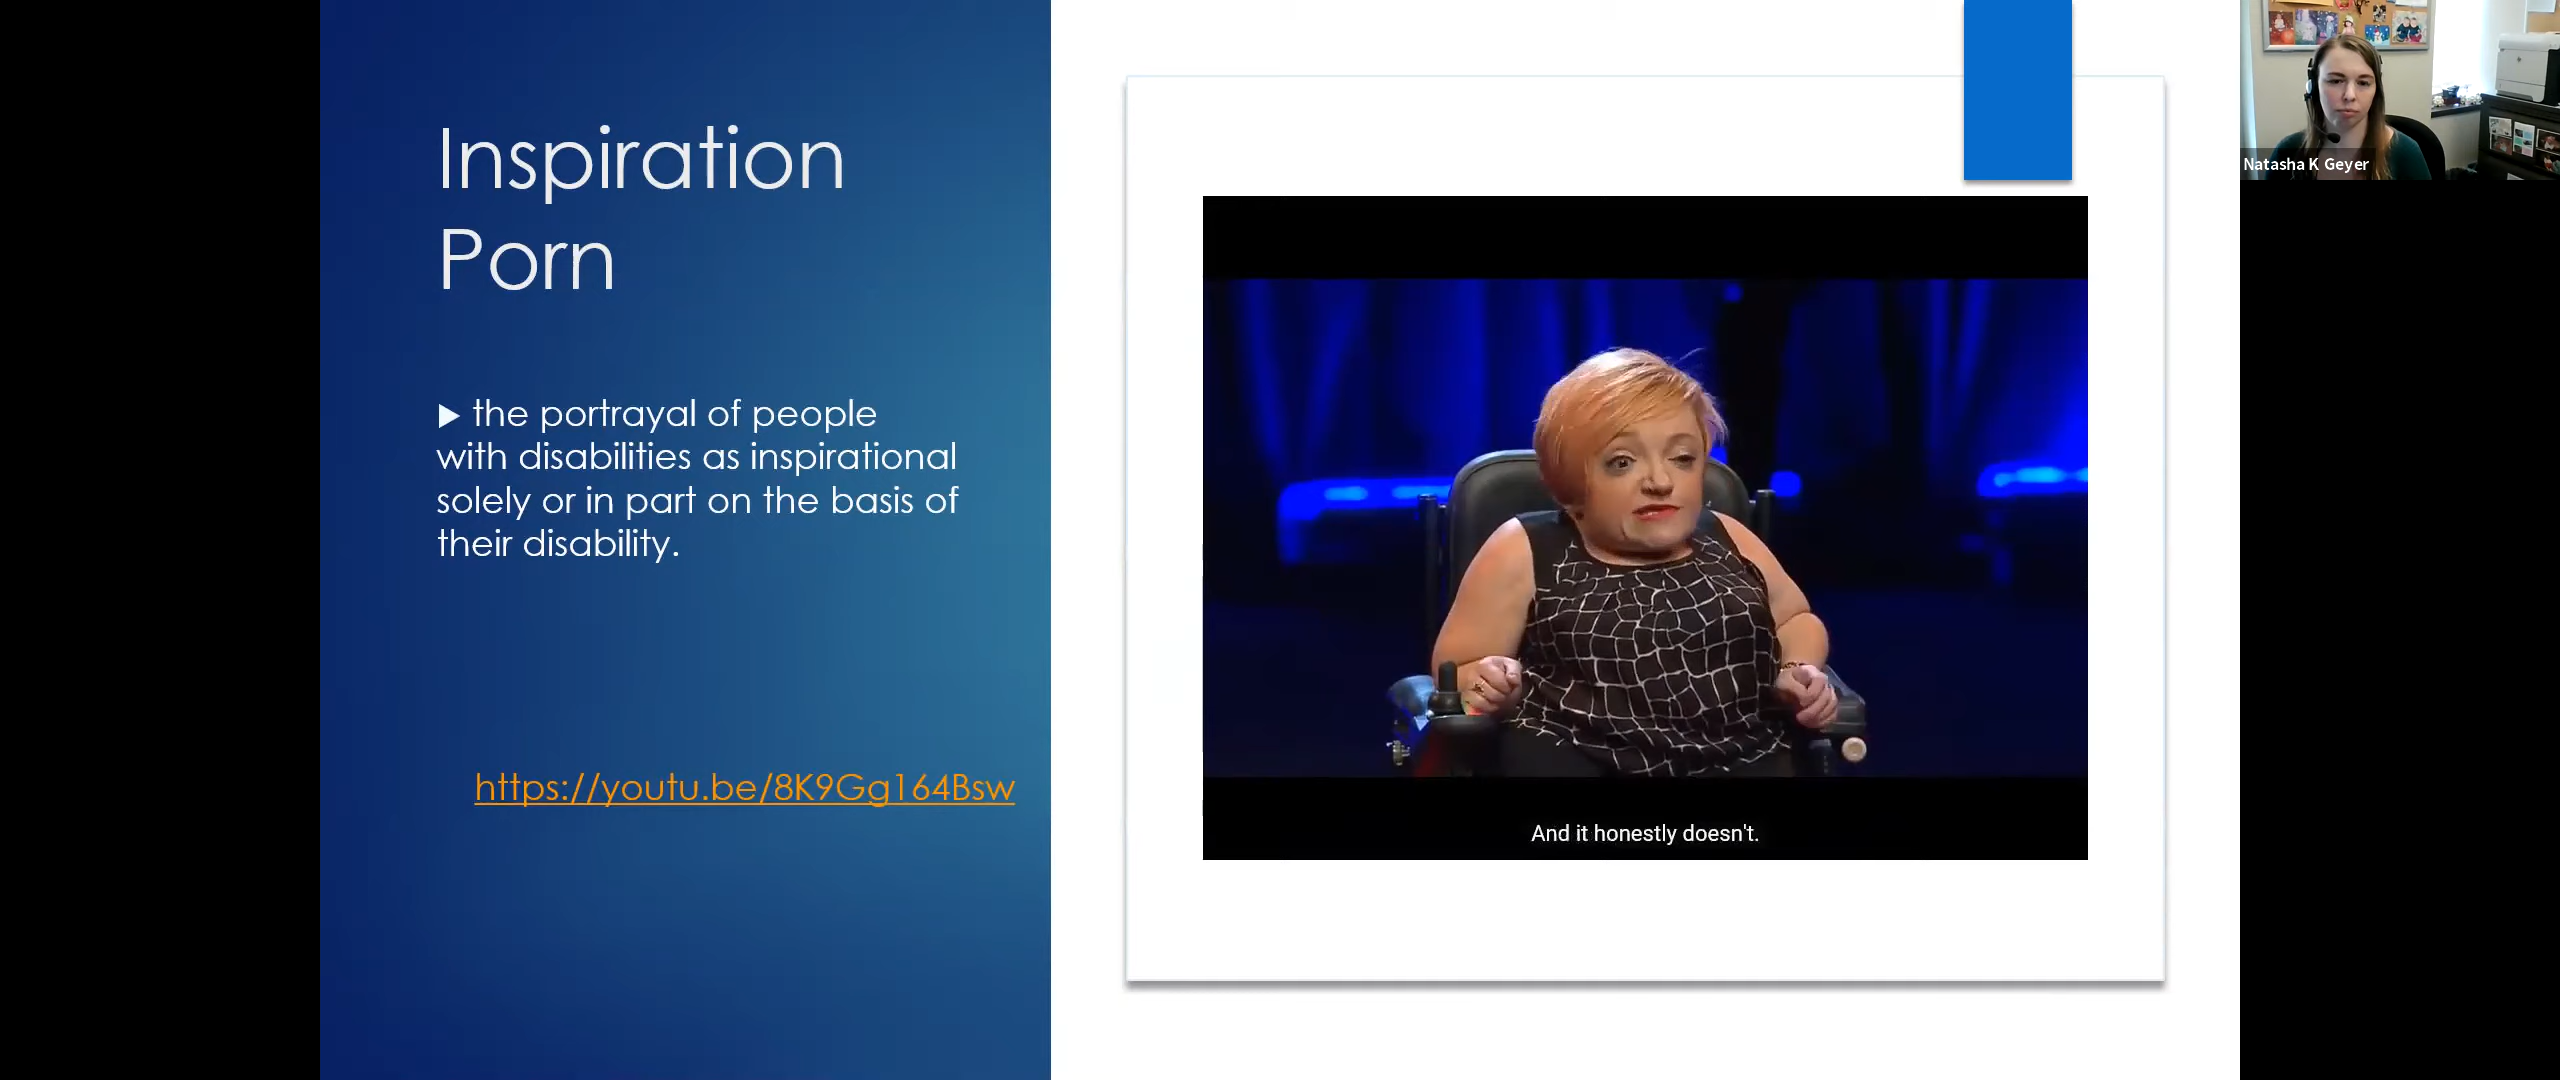 Inspiration
Porn
▶ the portrayal of people
with disabilities as inspirational
solely or in part on the basis of
their disability.
https://youtu.be/8K9Gg164Bsw
And it honestly doesn't.
Natasha K Geyer